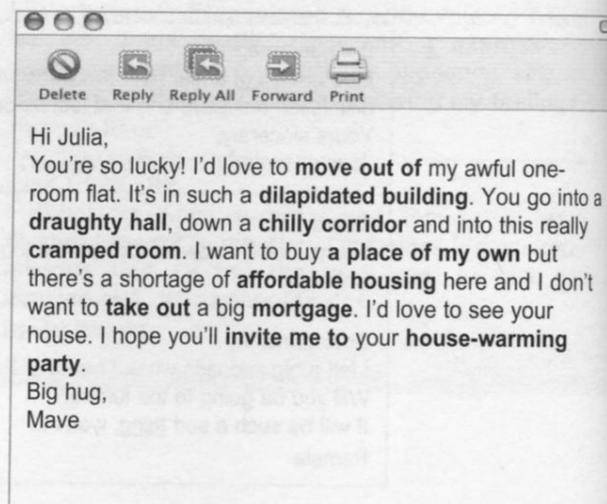 Delete Reply Reply All Forward Print
Hi Julia,
You're so lucky! I'd love to move out of my awful one-
room flat. It's in such a dilapidated building. You go into a
draughty hall, down a chilly corridor and into this really
cramped room. I want to buy a place of my own but
there's a shortage of affordable housing here and I don't
want to take out a big mortgage. I'd love to see your
house. I hope you'll invite me to your house-warming
party.
Big hug,
Mave